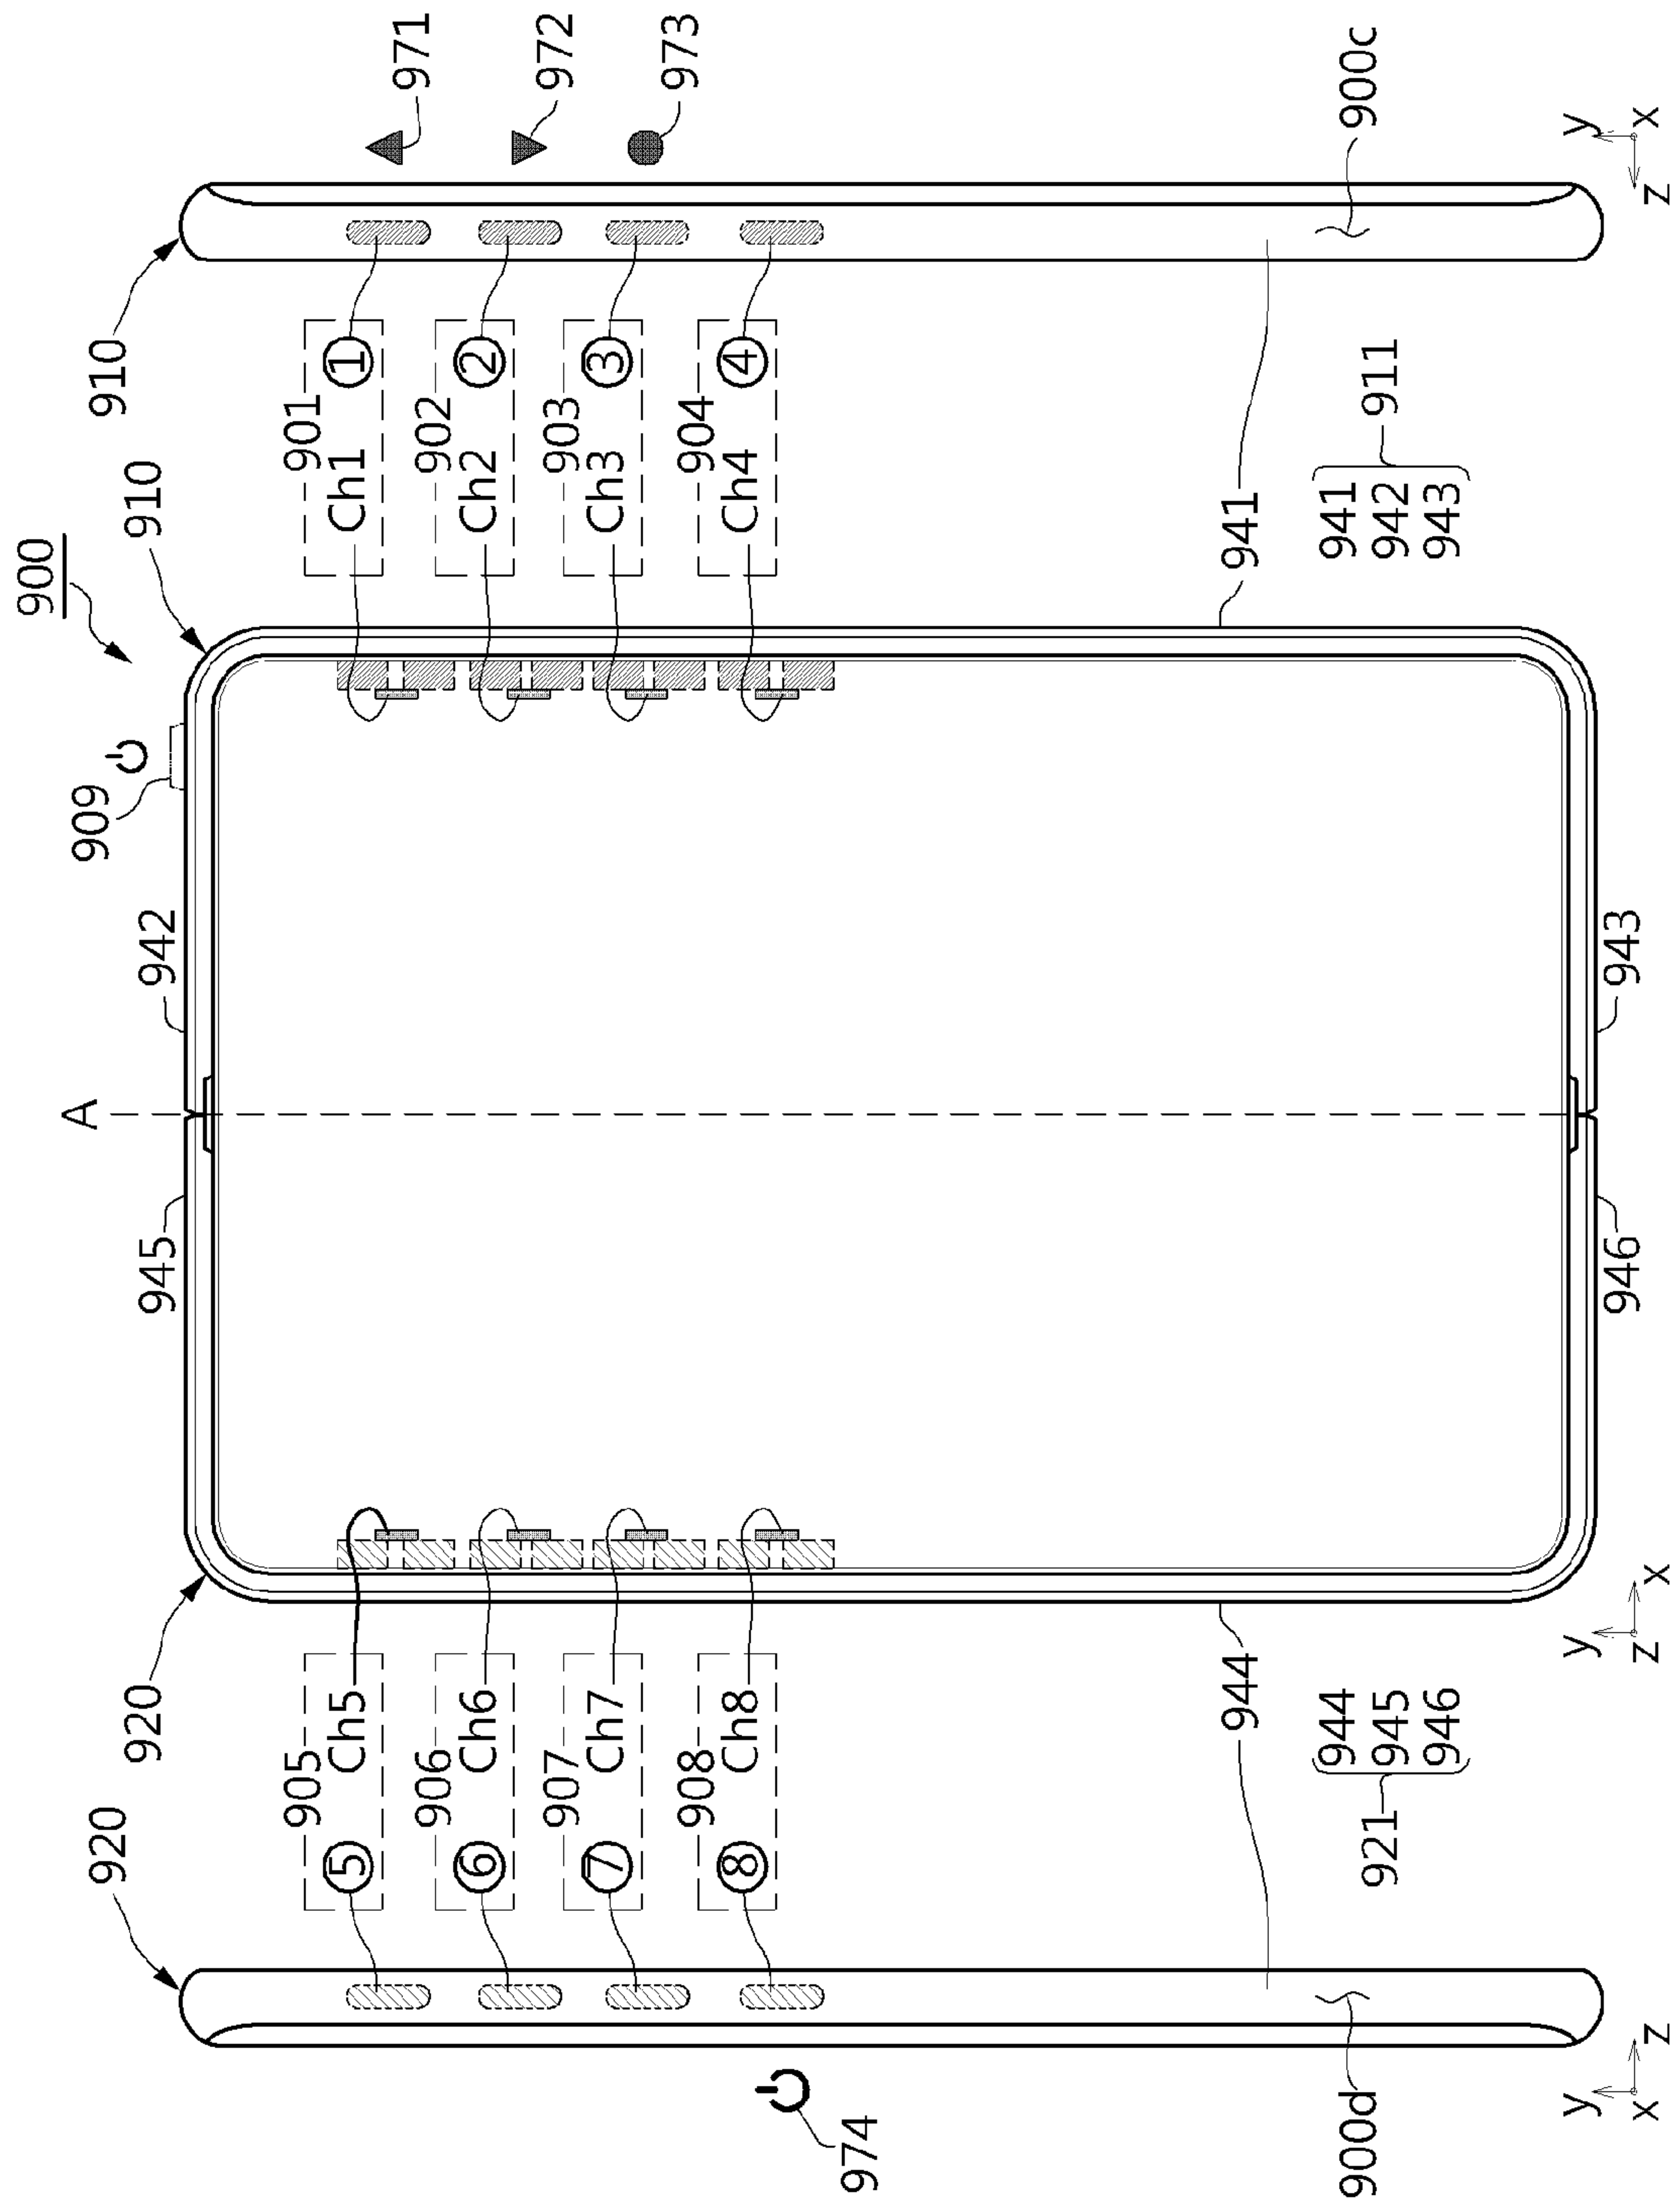 900
920
920
910
910
945
942
A
909
974
971
972
973
905
⑤ Ch5
901
Ch1 ①
906
⑥ Ch6
902
Ch2 ②
907
⑦ Ch7
903
Ch3 ③
908
⑧ Ch8
904
Ch4 ④
944
941
900d
900c
921
944
945
946
941
942
943
911
946
943
y
x
z
y
z
x
y
z
x